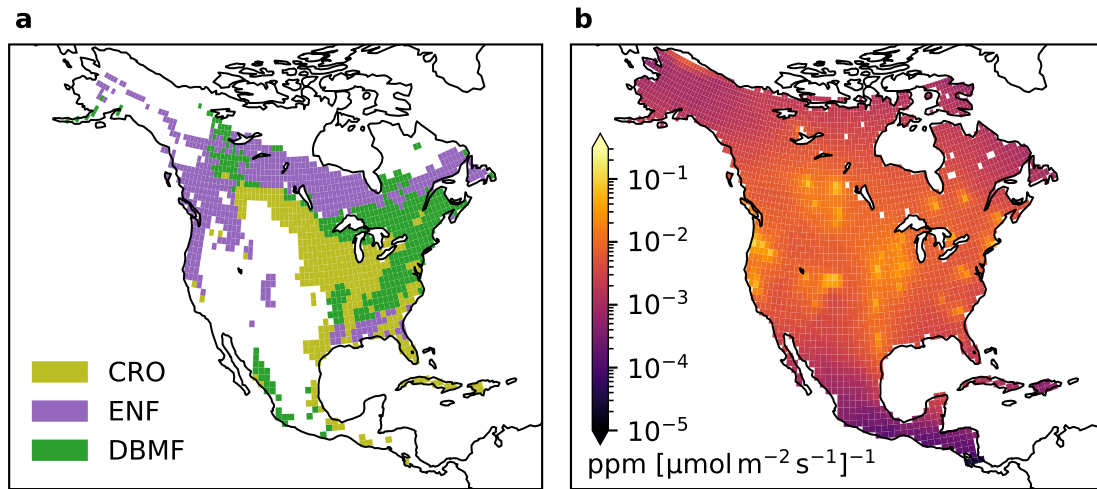 a
b
CRO
ENF
DBMF
10⁻¹
10⁻²
10⁻³
10⁻⁴
10⁻⁵
ppm [μmol m⁻² s⁻¹]⁻¹